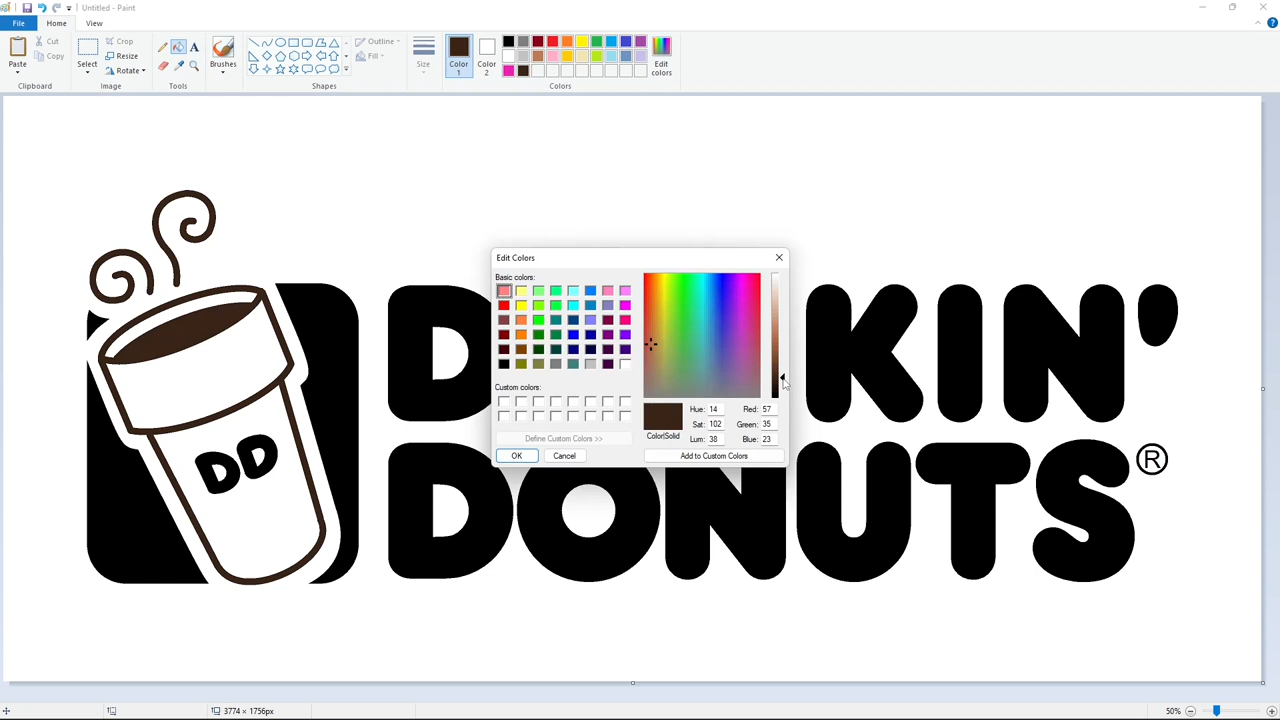 Untitled - Paint
File
Home
View
Paste
Cut
Copy
Clipboard
Select
Crop
Resize
Rotate
Image
A
Tools
Brushes
Shapes
Outline
Fill
Size
Color 1
Color 2
Edit colors
Colors
Edit Colors
Basic colors:
Custom colors:
Define Custom Colors >>
OK
Cancel
Color|Solid
Hue: 14
Sat: 102
Lum: 38
Red: 57
Green: 35
Blue: 23
Add to Custom Colors
D KIN'
DONUTS®
DD
3774 × 1756px
50%